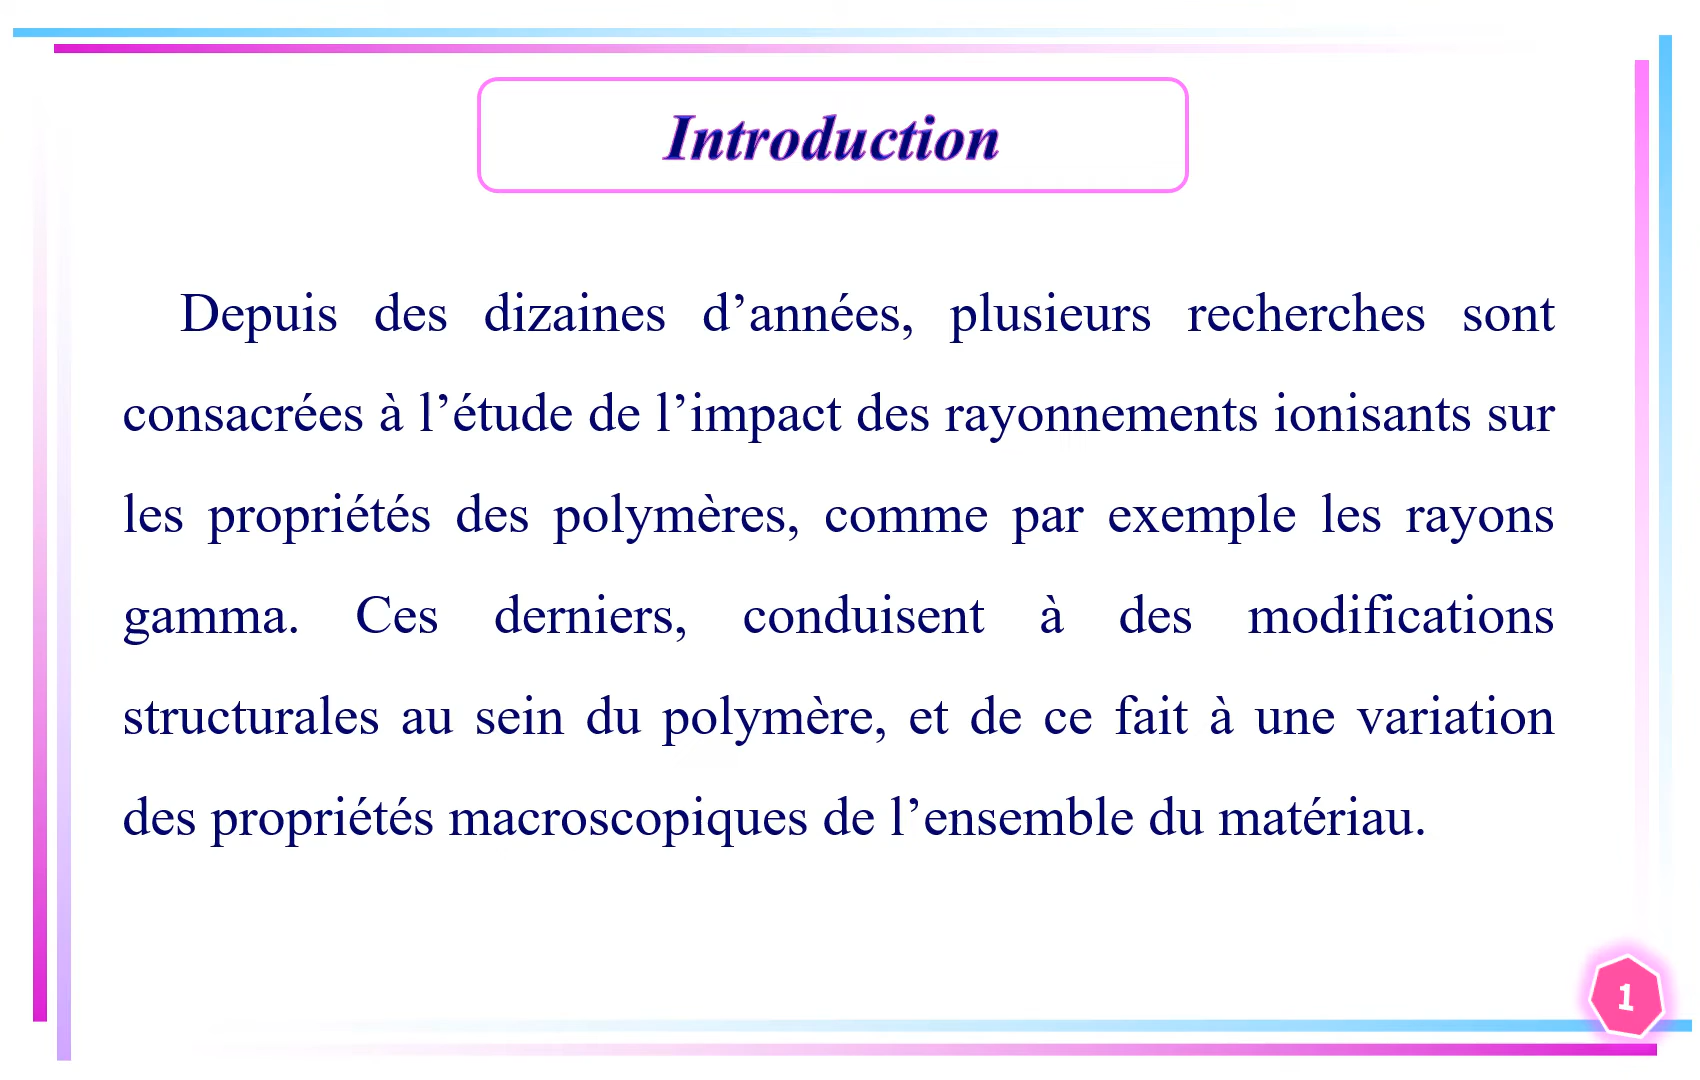 Introduction
Depuis des dizaines d’années, plusieurs recherches sont
consacrées à l’étude de l’impact des rayonnements ionisants sur
les propriétés des polymères, comme par exemple les rayons
gamma. Ces derniers, conduisent à des modifications
structurales au sein du polymère, et de ce fait à une variation
des propriétés macroscopiques de l’ensemble du matériau.
1